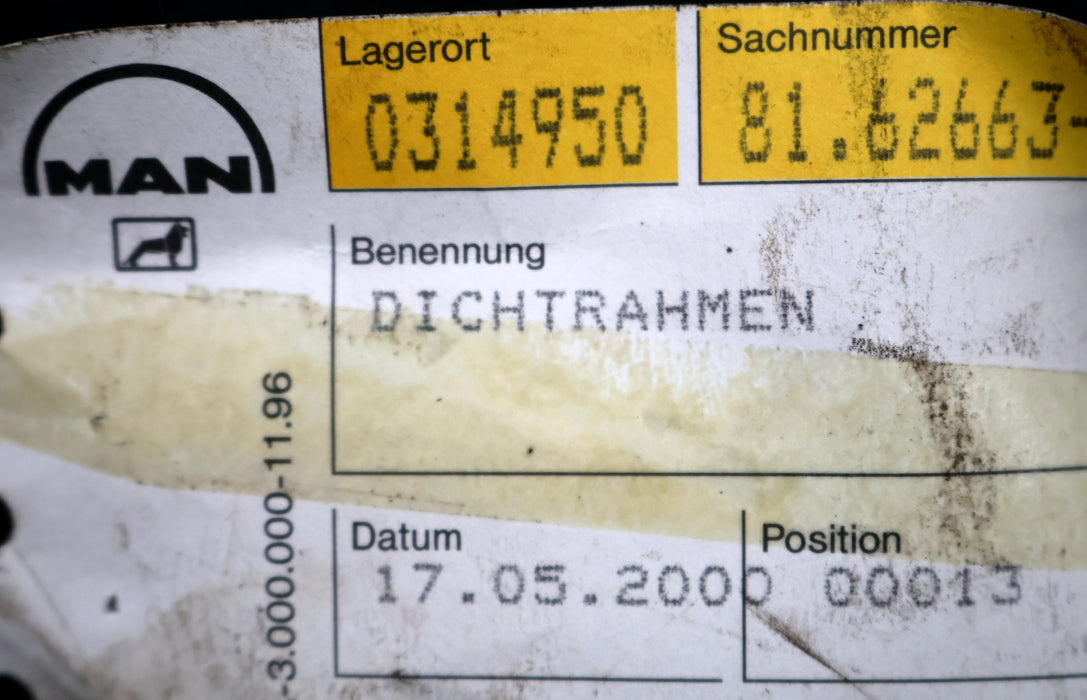 MAN
Lagerort
0314950
Sachnummer
81.62663-
Benennung
DICHTRAHMEN
-3.000.000-11.96
Datum
17.05.2000
Position
00013